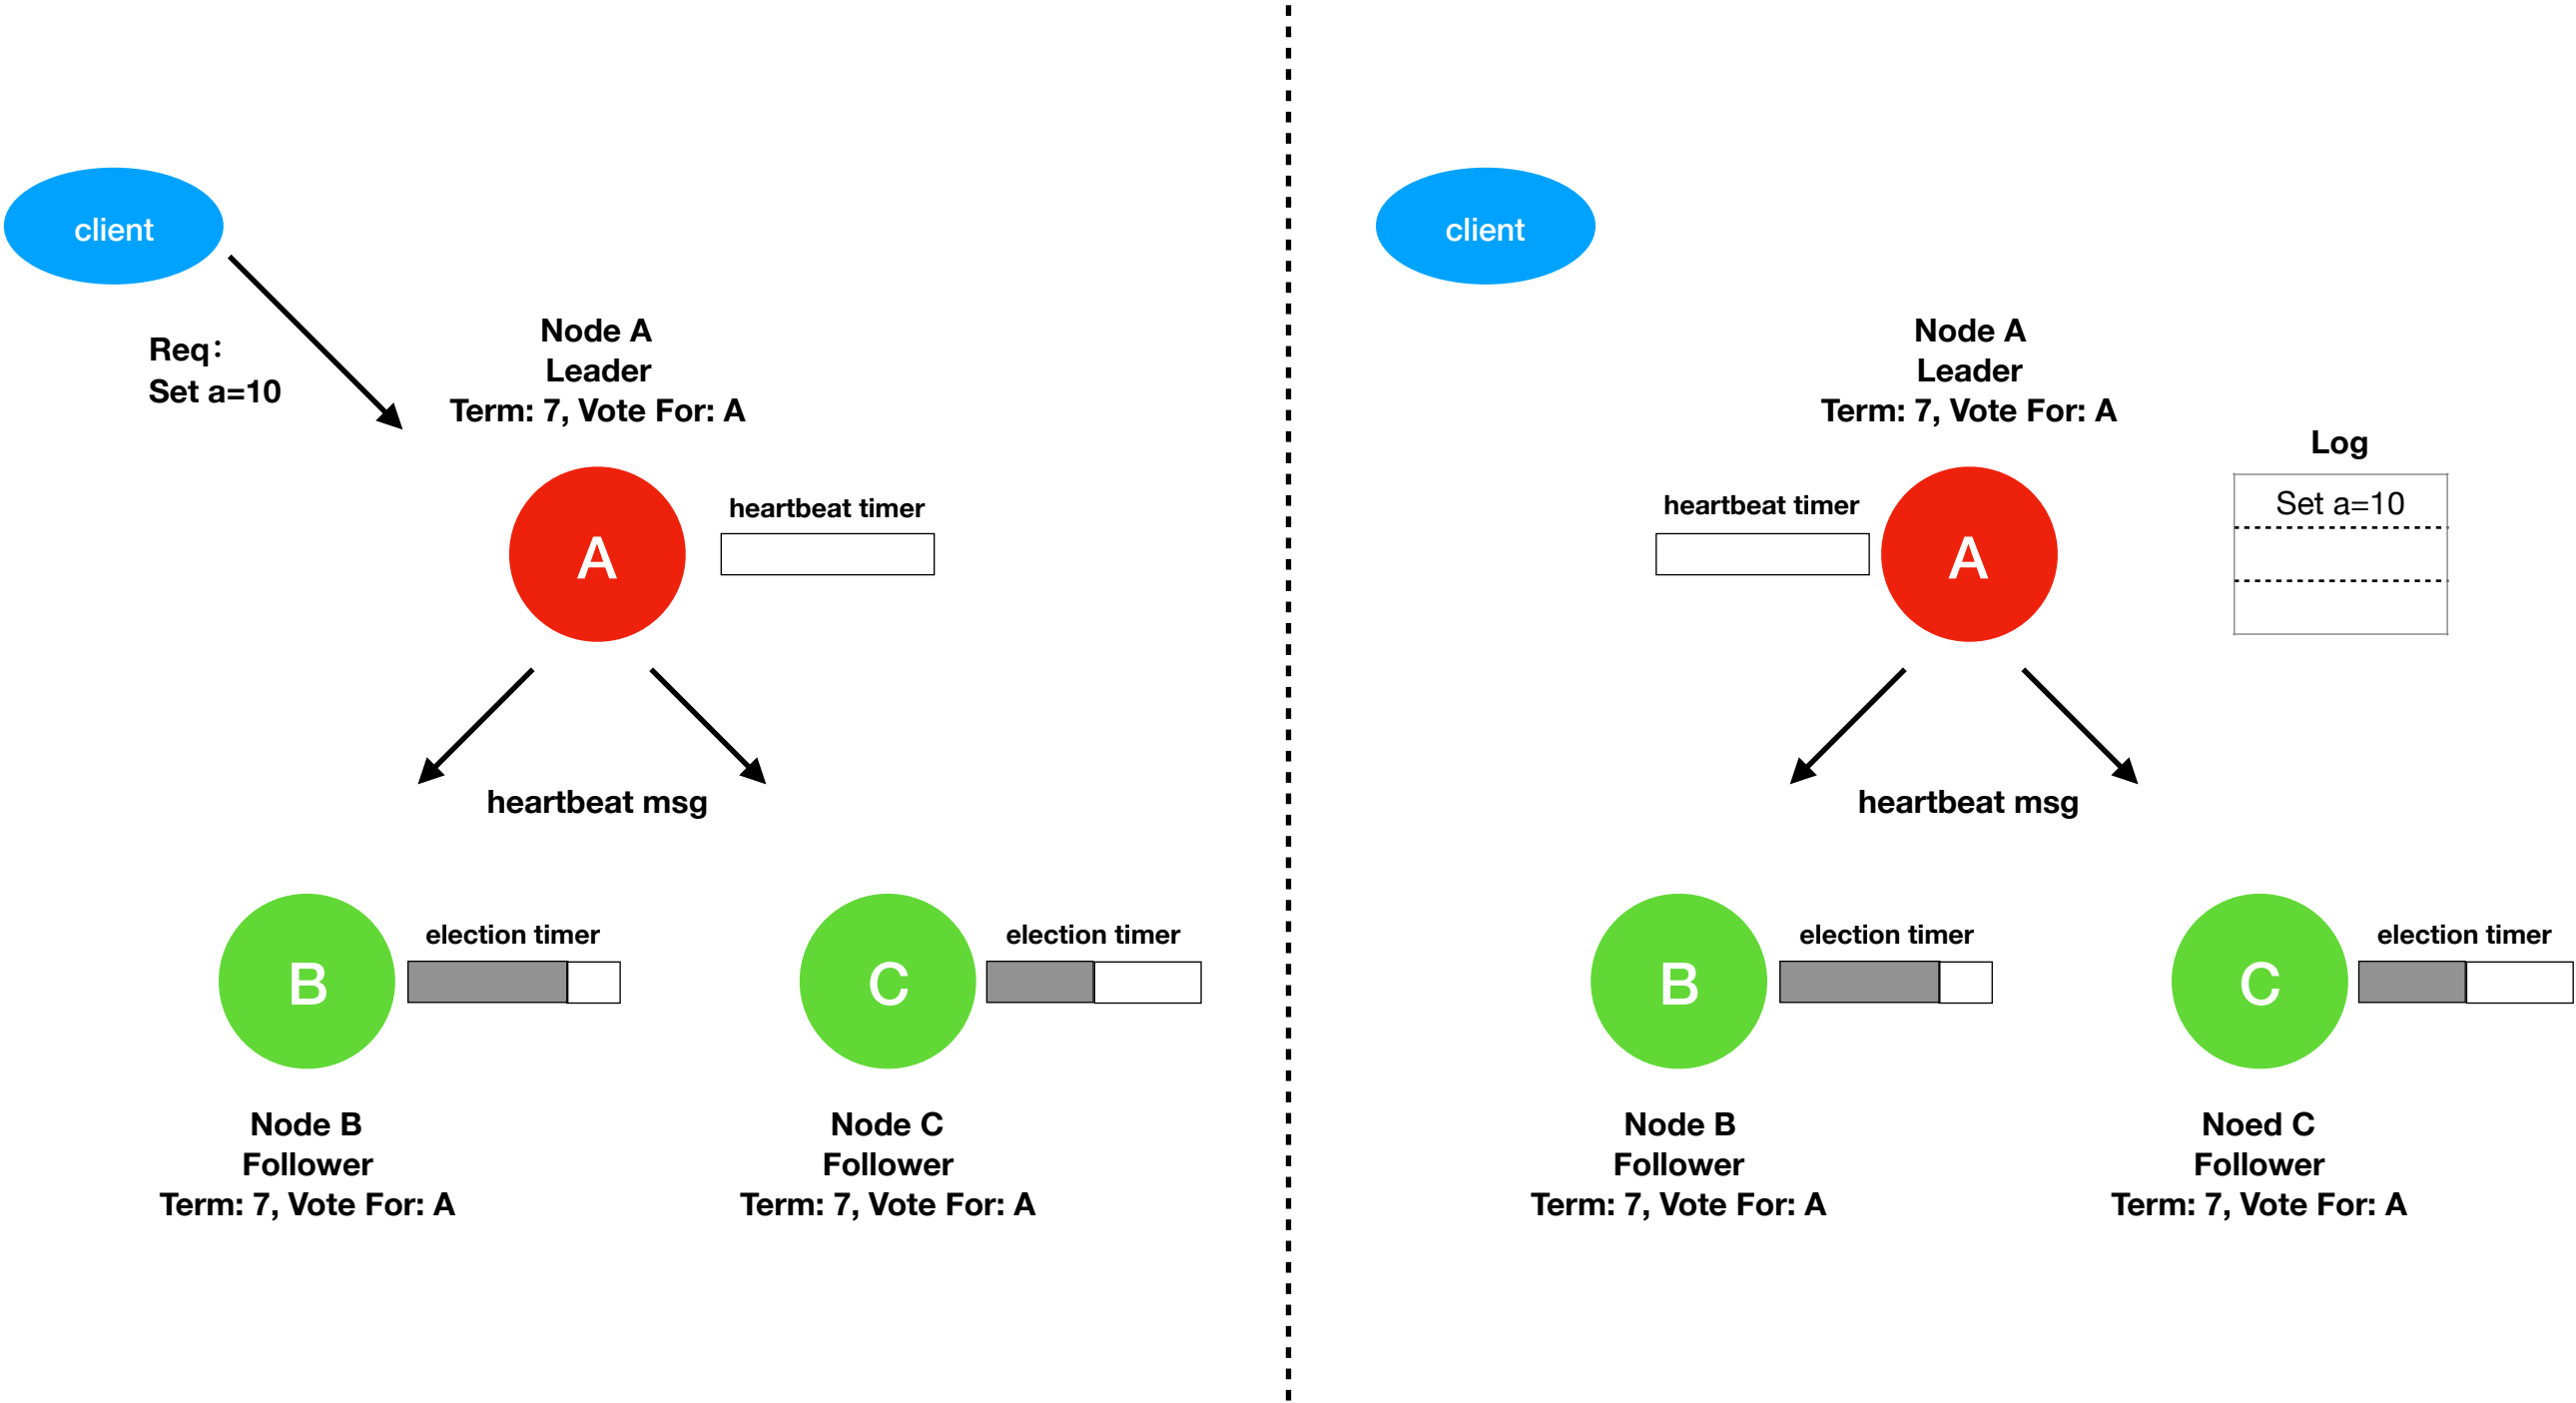 client
Req：
Set a=10
Node A
Leader
Term: 7, Vote For: A
A
heartbeat timer
heartbeat msg
B
election timer
C
election timer
Node B
Follower
Term: 7, Vote For: A
Node C
Follower
Term: 7, Vote For: A
client
Node A
Leader
Term: 7, Vote For: A
heartbeat timer
A
Log
Set a=10
heartbeat msg
B
election timer
C
election timer
Node B
Follower
Term: 7, Vote For: A
Noed C
Follower
Term: 7, Vote For: A